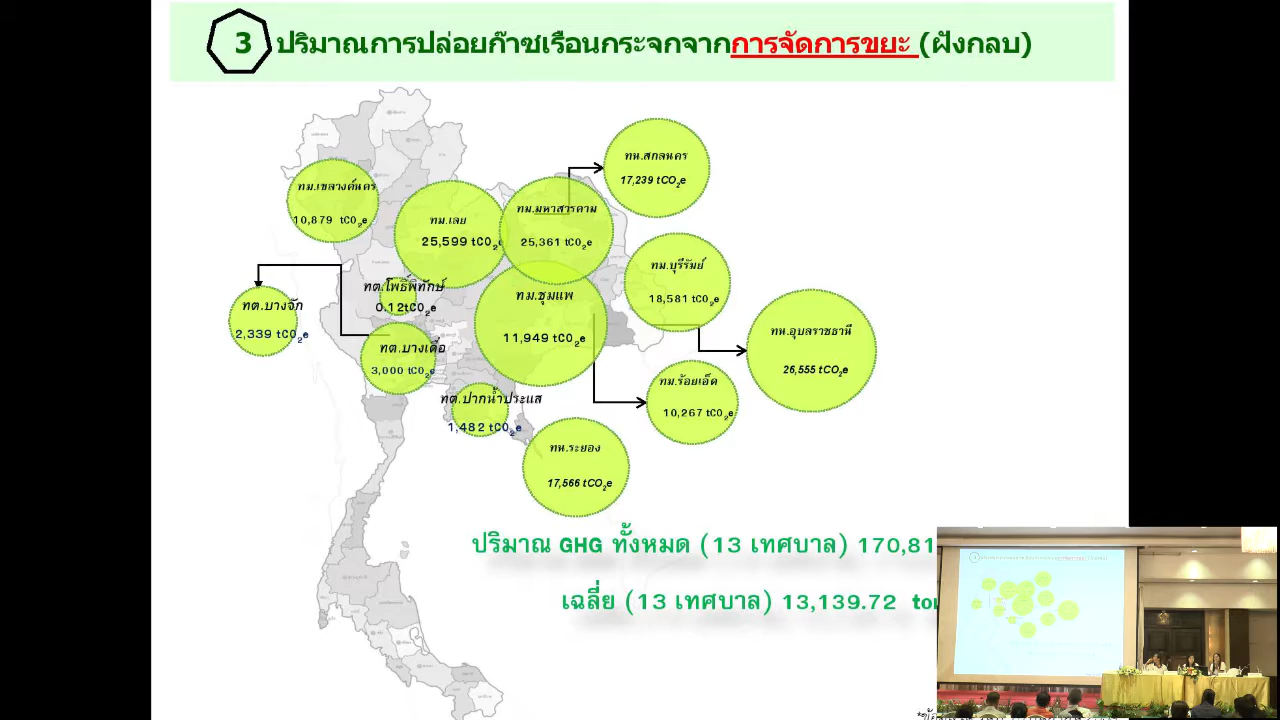 3 ปริมาณการปล่อยก๊าซเรือนกระจกจากการจัดการขยะ (ฝังกลบ)
ทน.สกลนคร
17,239 tCO2e
ทม.เขลางค์นคร
10,879 tCO2e
ทม.เลย
25,599 tCO2
ทม.มหาสารคาม
25,361 tCO2e
ทม.บุรีรัมย์
18,581 tCO2e
ทต.บางจัก
2,339 tCO2e
ทต.โพธิ์พิทักษ์
0.12tCO2e
ทม.ชุมแพ
11,949 tCO2e
ทน.อุบลราชธานี
26,555 tCO2e
ทต.บางเดื่อ
3,000 tCO2e
ทม.ร้อยเอ็ด
10,267 tCO2e
ทต.ปากน้ำประแส
1,482 tCO2e
ทน.ระยอง
17,566 tCO2e
ปริมาณ GHG ทั้งหมด (13 เทศบาล) 170,81
เฉลี่ย (13 เทศบาล) 13,139.72